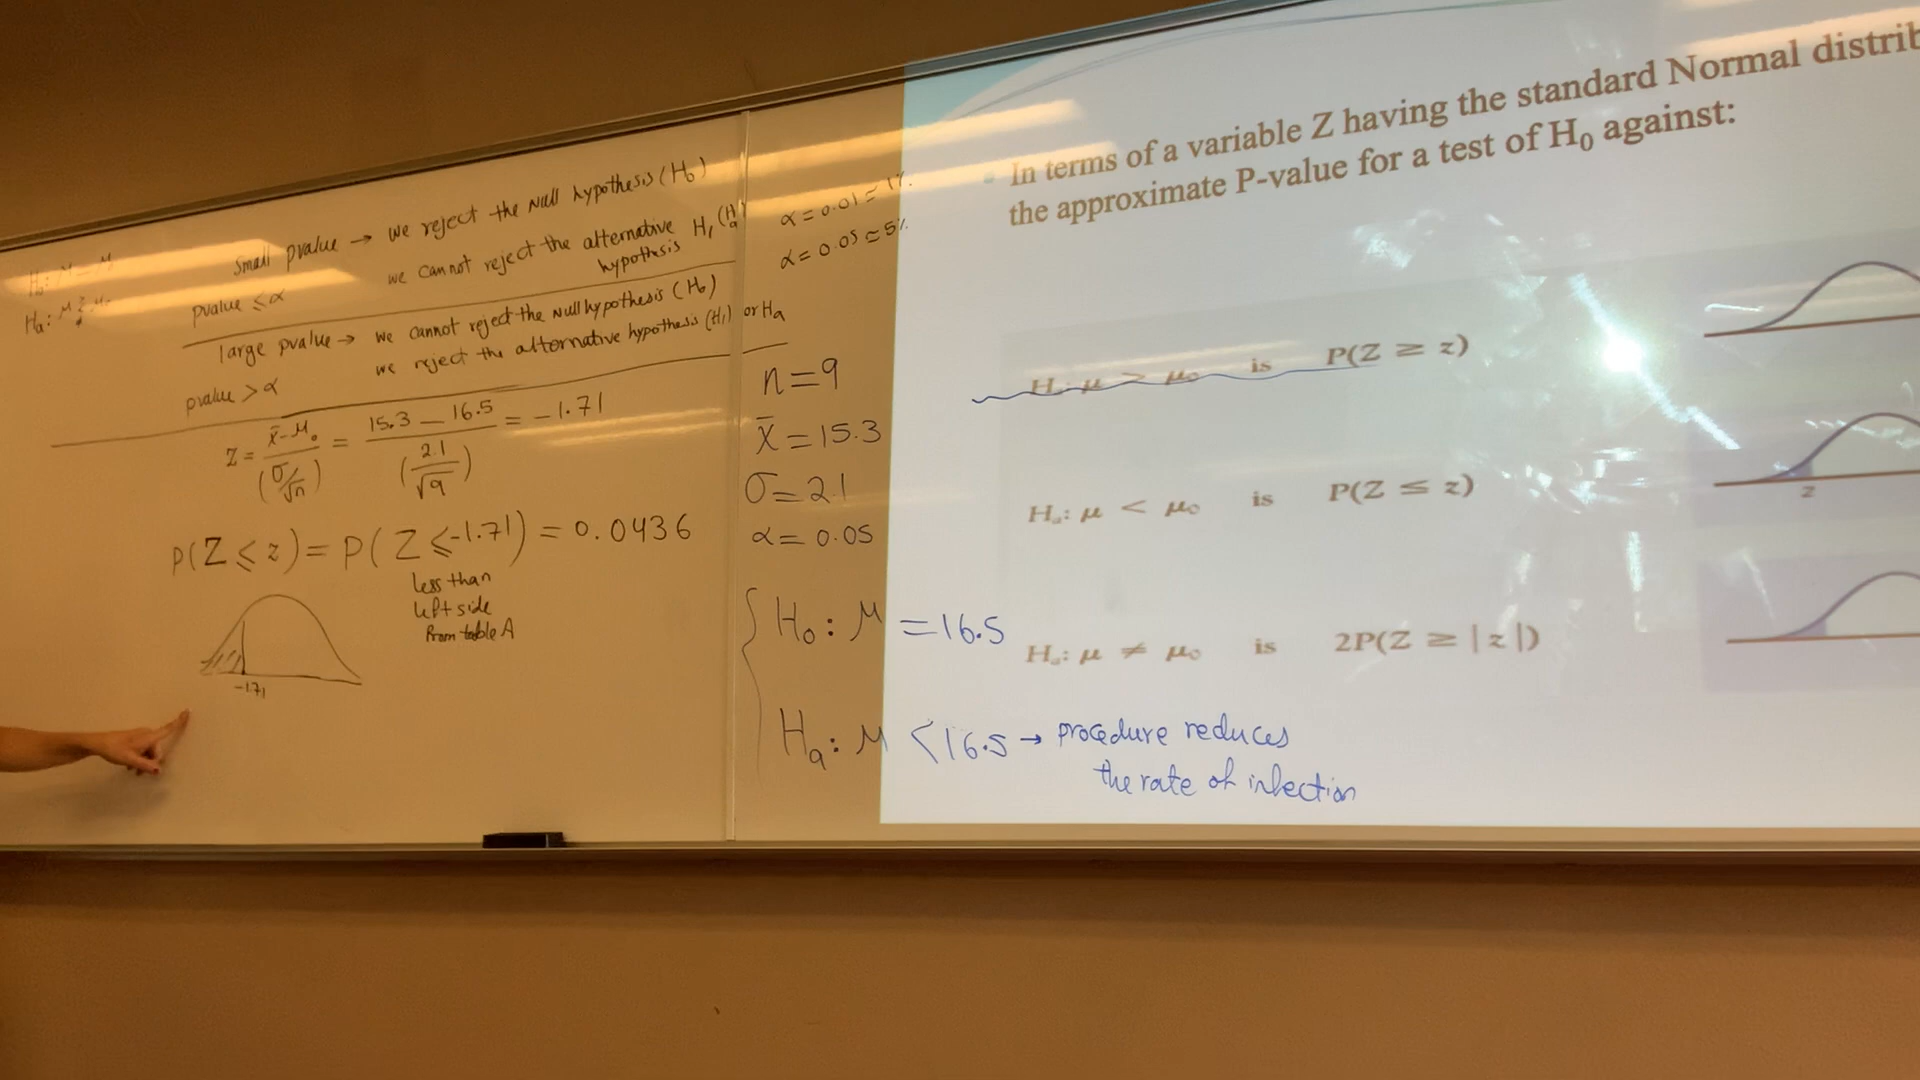 H₀: M = M₀
Hₐ: M
Small pvalue → we reject the Null hypothesis (H₀)
we cannot reject the alternative H₁ (Hₐ)
hypothesis
pvalue ≤ α
large pvalue → we cannot reject the Null hypothesis (H₀)
we reject the alternative hypothesis (H₁) or Hₐ
pvalue > α
Z = (x̄ - M₀) / (σ/√n) = (15.3 - 16.5) / (2.1/√9) = -1.71
P(Z ≤ z) = P(Z ≤ -1.71) = 0.0436
less than
left side
from table A
-1.71
α = 0.01 = 1%
α = 0.05 = 5%
n = 9
x̄ = 15.3
σ = 2.1
α = 0.05
H₀: M = 16.5
Hₐ: M < 16.5 → procedure reduces
the rate of infection
In terms of a variable Z having the standard Normal distrib
the approximate P-value for a test of H₀ against:
Hₐ: μ > μ₀ is P(Z ≥ z)
Hₐ: μ < μ₀ is P(Z ≤ z)
z
Hₐ: μ ≠ μ₀ is 2P(Z ≥ |z|)